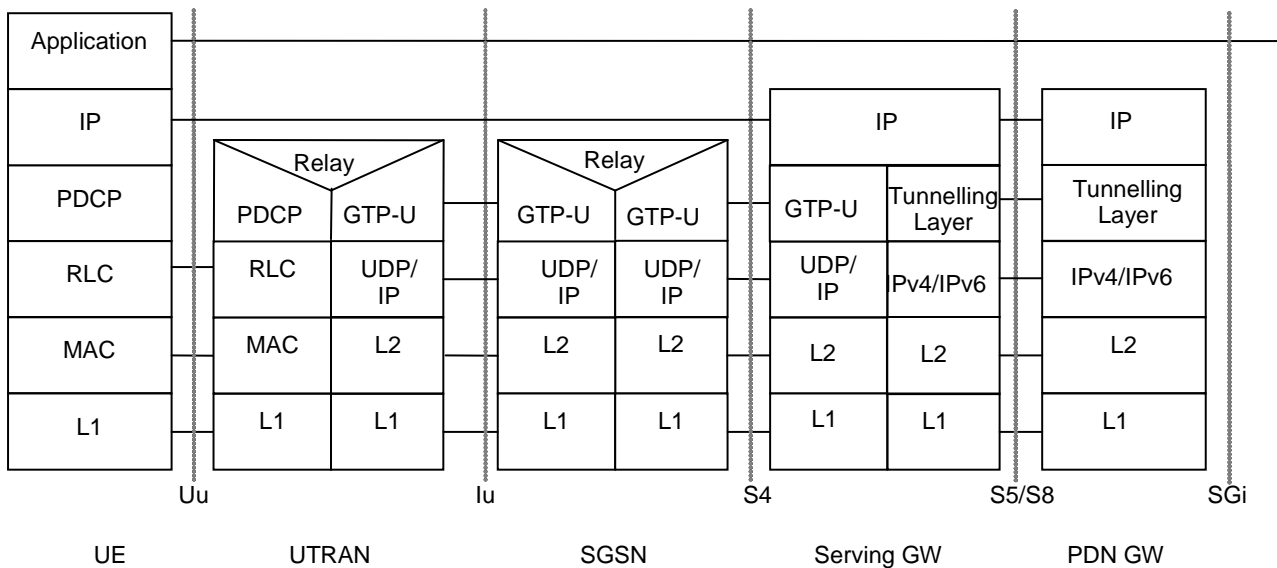 Application
IP
IP
IP
Relay
Relay
PDCP
PDCP
GTP-U
GTP-U
GTP-U
GTP-U
Tunnelling
Layer
Tunnelling
Layer
RLC
RLC
UDP/
IP
UDP/
IP
UDP/
IP
UDP/
IP
IPv4/IPv6
IPv4/IPv6
MAC
MAC
L2
L2
L2
L2
L2
L2
L1
L1
L1
L1
L1
L1
L1
L1
Uu
Iu
S4
S5/S8
SGi
UE
UTRAN
SGSN
Serving GW
PDN GW